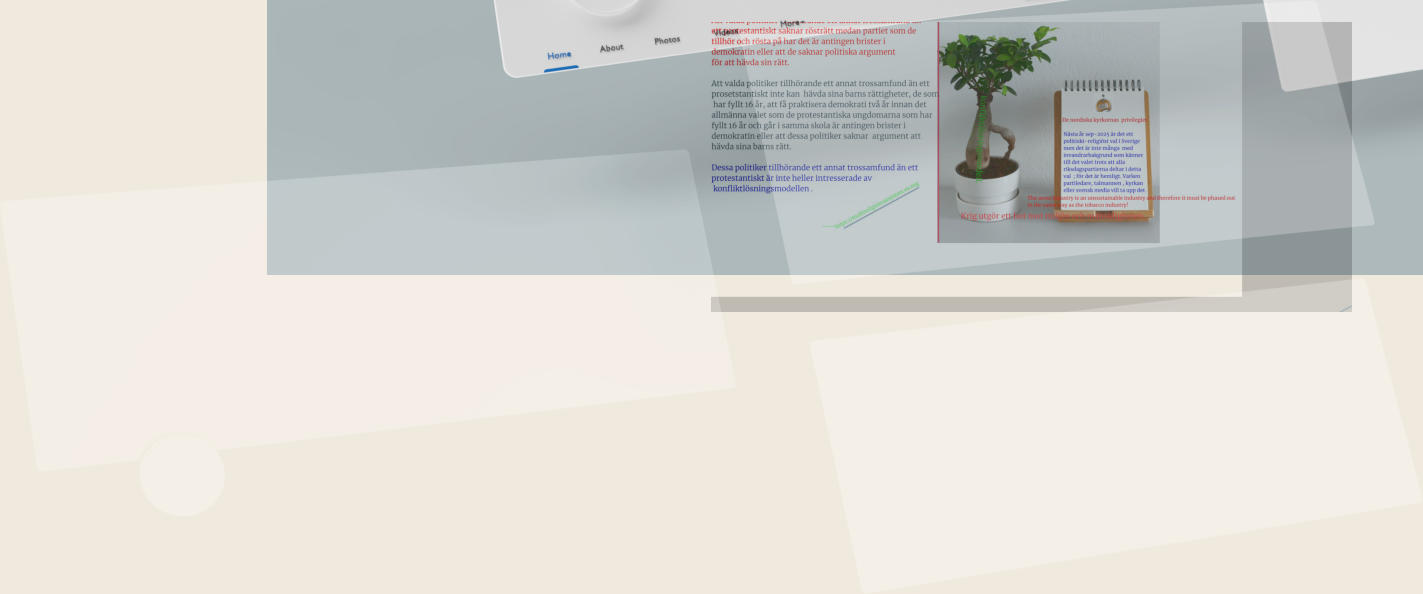 Home
About
Photos
Videos
More
ett protestantiskt saknar rösträtt medan partiet som de
tillhör och rösta på har det är antingen brister i
demokratin eller att de saknar politiska argument
för att hävda sin rätt.
Att valda politiker tillhörande ett annat trossamfund än ett
prosetstantiskt inte kan hävda sina barns rättigheter, de som
har fyllt 16 år, att få praktisera demokrati två år innan det
allmänna valet som de protestantiska ungdomarna som har
fyllt 16 år och går i samma skola är antingen brister i
demokratin eller att dessa politiker saknar argument att
hävda sina barns rätt.
Dessa politiker tillhörande ett annat trossamfund än ett
protestantiskt är inte heller intresserade av
konfliktlösningsmodellen .
De nordiska kyrkornas privilegier
Nästa år sep-2025 är det ett
politiskt-religiöst val i Sverige
men det är inte många med
invandrarbakgrund som känner
till det valet trots att alla
riksdagspartierna deltar i detta
val ; för det är hemligt. Varken
partiledare, talmannen , kyrkan
eller svensk media vill ta upp det
The arms industry is an unsustainable industry and therefore it must be phased out
in the same way as the tobacco industry!
Krig utgör ett hot mot